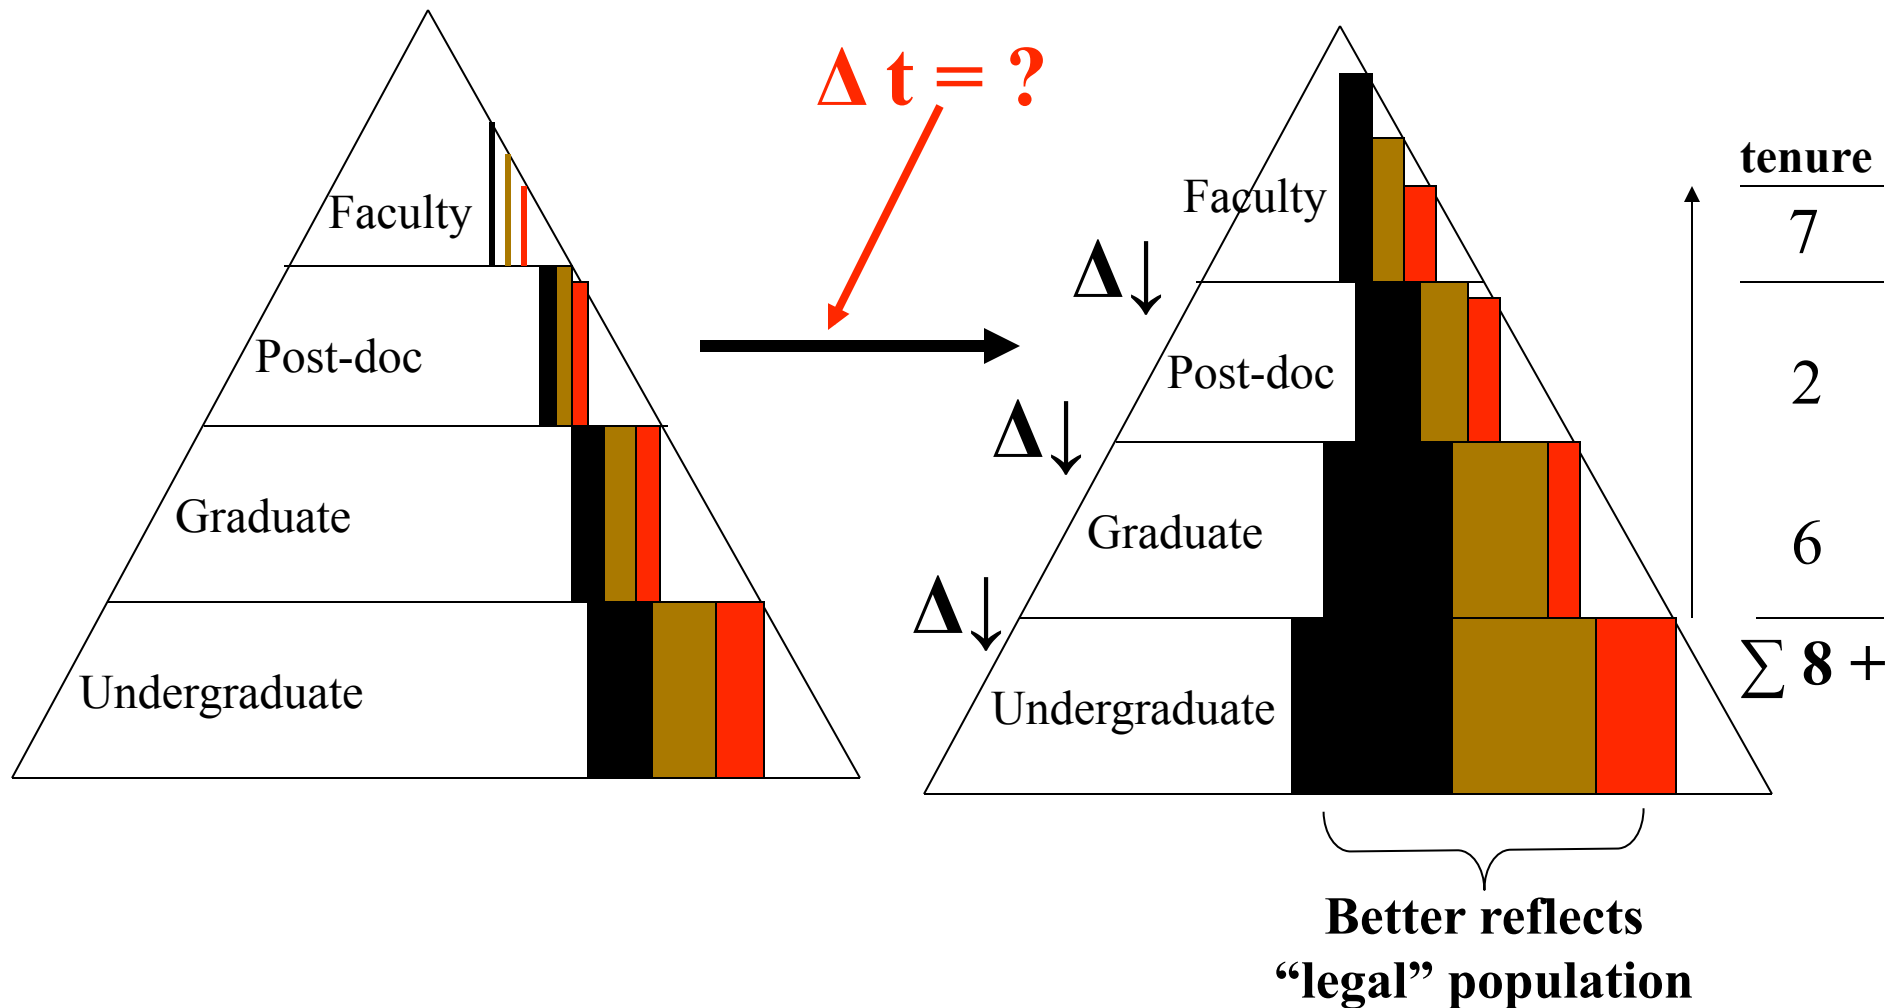 Δ t = ?
Faculty
Post-doc
Graduate
Undergraduate
Faculty
Δ↓
Post-doc
Δ↓
Graduate
Δ↓
Undergraduate
tenure
7
2
6
∑ 8 +
Better reflects
“legal” population